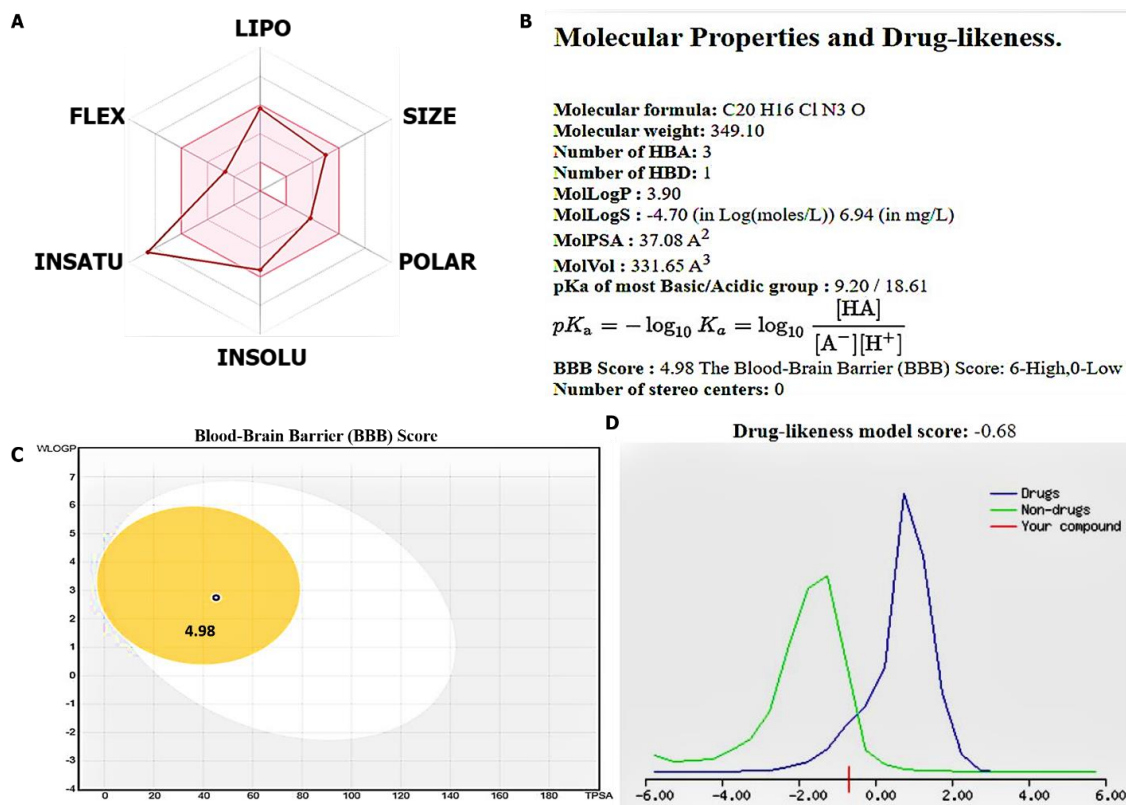 A
LIPO
FLEX
SIZE
INSATU
POLAR
INSOLU
B
Molecular Properties and Drug-likeness.
Molecular formula: C20 H16 Cl N3 O
Molecular weight: 349.10
Number of HBA: 3
Number of HBD: 1
MolLogP : 3.90
MolLogS : -4.70 (in Log(moles/L)) 6.94 (in mg/L)
MolPSA : 37.08 A²
MolVol : 331.65 A³
pKa of most Basic/Acidic group : 9.20 / 18.61
pKₐ = − log₁₀ Kₐ = log₁₀ [HA] / [A⁻][H⁺]
BBB Score : 4.98 The Blood-Brain Barrier (BBB) Score: 6-High,0-Low
Number of stereo centers: 0
C
Blood-Brain Barrier (BBB) Score
WLOGP
7
6
5
4
3
2
1
0
-1
-2
-3
-4
4.98
0 20 40 60 80 100 120 140 160 180 TPSA
D
Drug-likeness model score: -0.68
Drugs
Non-drugs
Your compound
-6.00 -4.00 -2.00 0.00 2.00 4.00 6.00